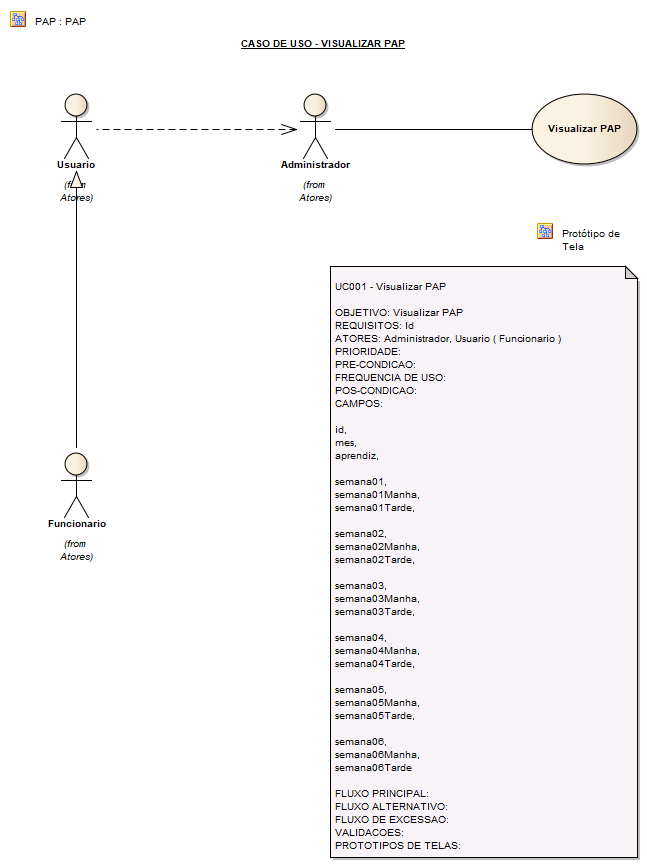 PAP : PAP
CASO DE USO - VISUALIZAR PAP
Usuario
(from
Atores)
Administrador
(from
Atores)
Visualizar PAP
Protótipo de
Tela
Funcionario
(from
Atores)
UC001 - Visualizar PAP
OBJETIVO: Visualizar PAP
REQUISITOS: Id
ATORES: Administrador, Usuario ( Funcionario )
PRIORIDADE:
PRE-CONDICAO:
FREQUENCIA DE USO:
POS-CONDICAO:
CAMPOS:
id,
mes,
aprendiz,
semana01,
semana01Manha,
semana01Tarde,
semana02,
semana02Manha,
semana02Tarde,
semana03,
semana03Manha,
semana03Tarde,
semana04,
semana04Manha,
semana04Tarde,
semana05,
semana05Manha,
semana05Tarde,
semana06,
semana06Manha,
semana06Tarde
FLUXO PRINCIPAL:
FLUXO ALTERNATIVO:
FLUXO DE EXCESSAO:
VALIDACOES:
PROTOTIPOS DE TELAS: